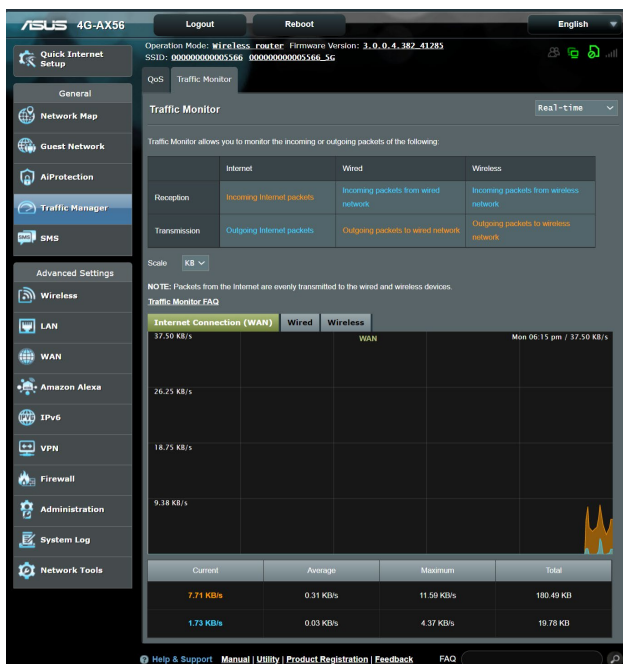 ASUS 4G-AX56 Logout Reboot English
Operation Mode: Wireless router Firmware Version: 3.0.0.4.382_41285
SSID: 000000000005566 000000000005566_5G
Quick Internet
Setup
General
Network Map
Guest Network
AiProtection
Traffic Manager
SMS
Advanced Settings
Wireless
LAN
WAN
Amazon Alexa
IPv6
VPN
Firewall
Administration
System Log
Network Tools
QoS Traffic Monitor
Traffic Monitor Real-time
Traffic Monitor allows you to monitor the incoming or outgoing packets of the following:
Internet Wired Wireless
Reception Incoming Internet packets Incoming packets from wired network Incoming packets from wireless network
Transmission Outgoing Internet packets Outgoing packets to wired network Outgoing packets to wireless network
Scale KB
NOTE: Packets from the Internet are evenly transmitted to the wired and wireless devices.
Traffic Monitor FAQ
Internet Connection (WAN) Wired Wireless
37.50 KB/s WAN Mon 06:15 pm / 37.50 KB/s
26.25 KB/s
18.75 KB/s
9.38 KB/s
Current Average Maximum Total
7.71 KB/s 0.31 KB/s 11.59 KB/s 180.49 KB
1.73 KB/s 0.03 KB/s 4.37 KB/s 19.78 KB
Help & Support Manual | Utility | Product Registration | Feedback FAQ